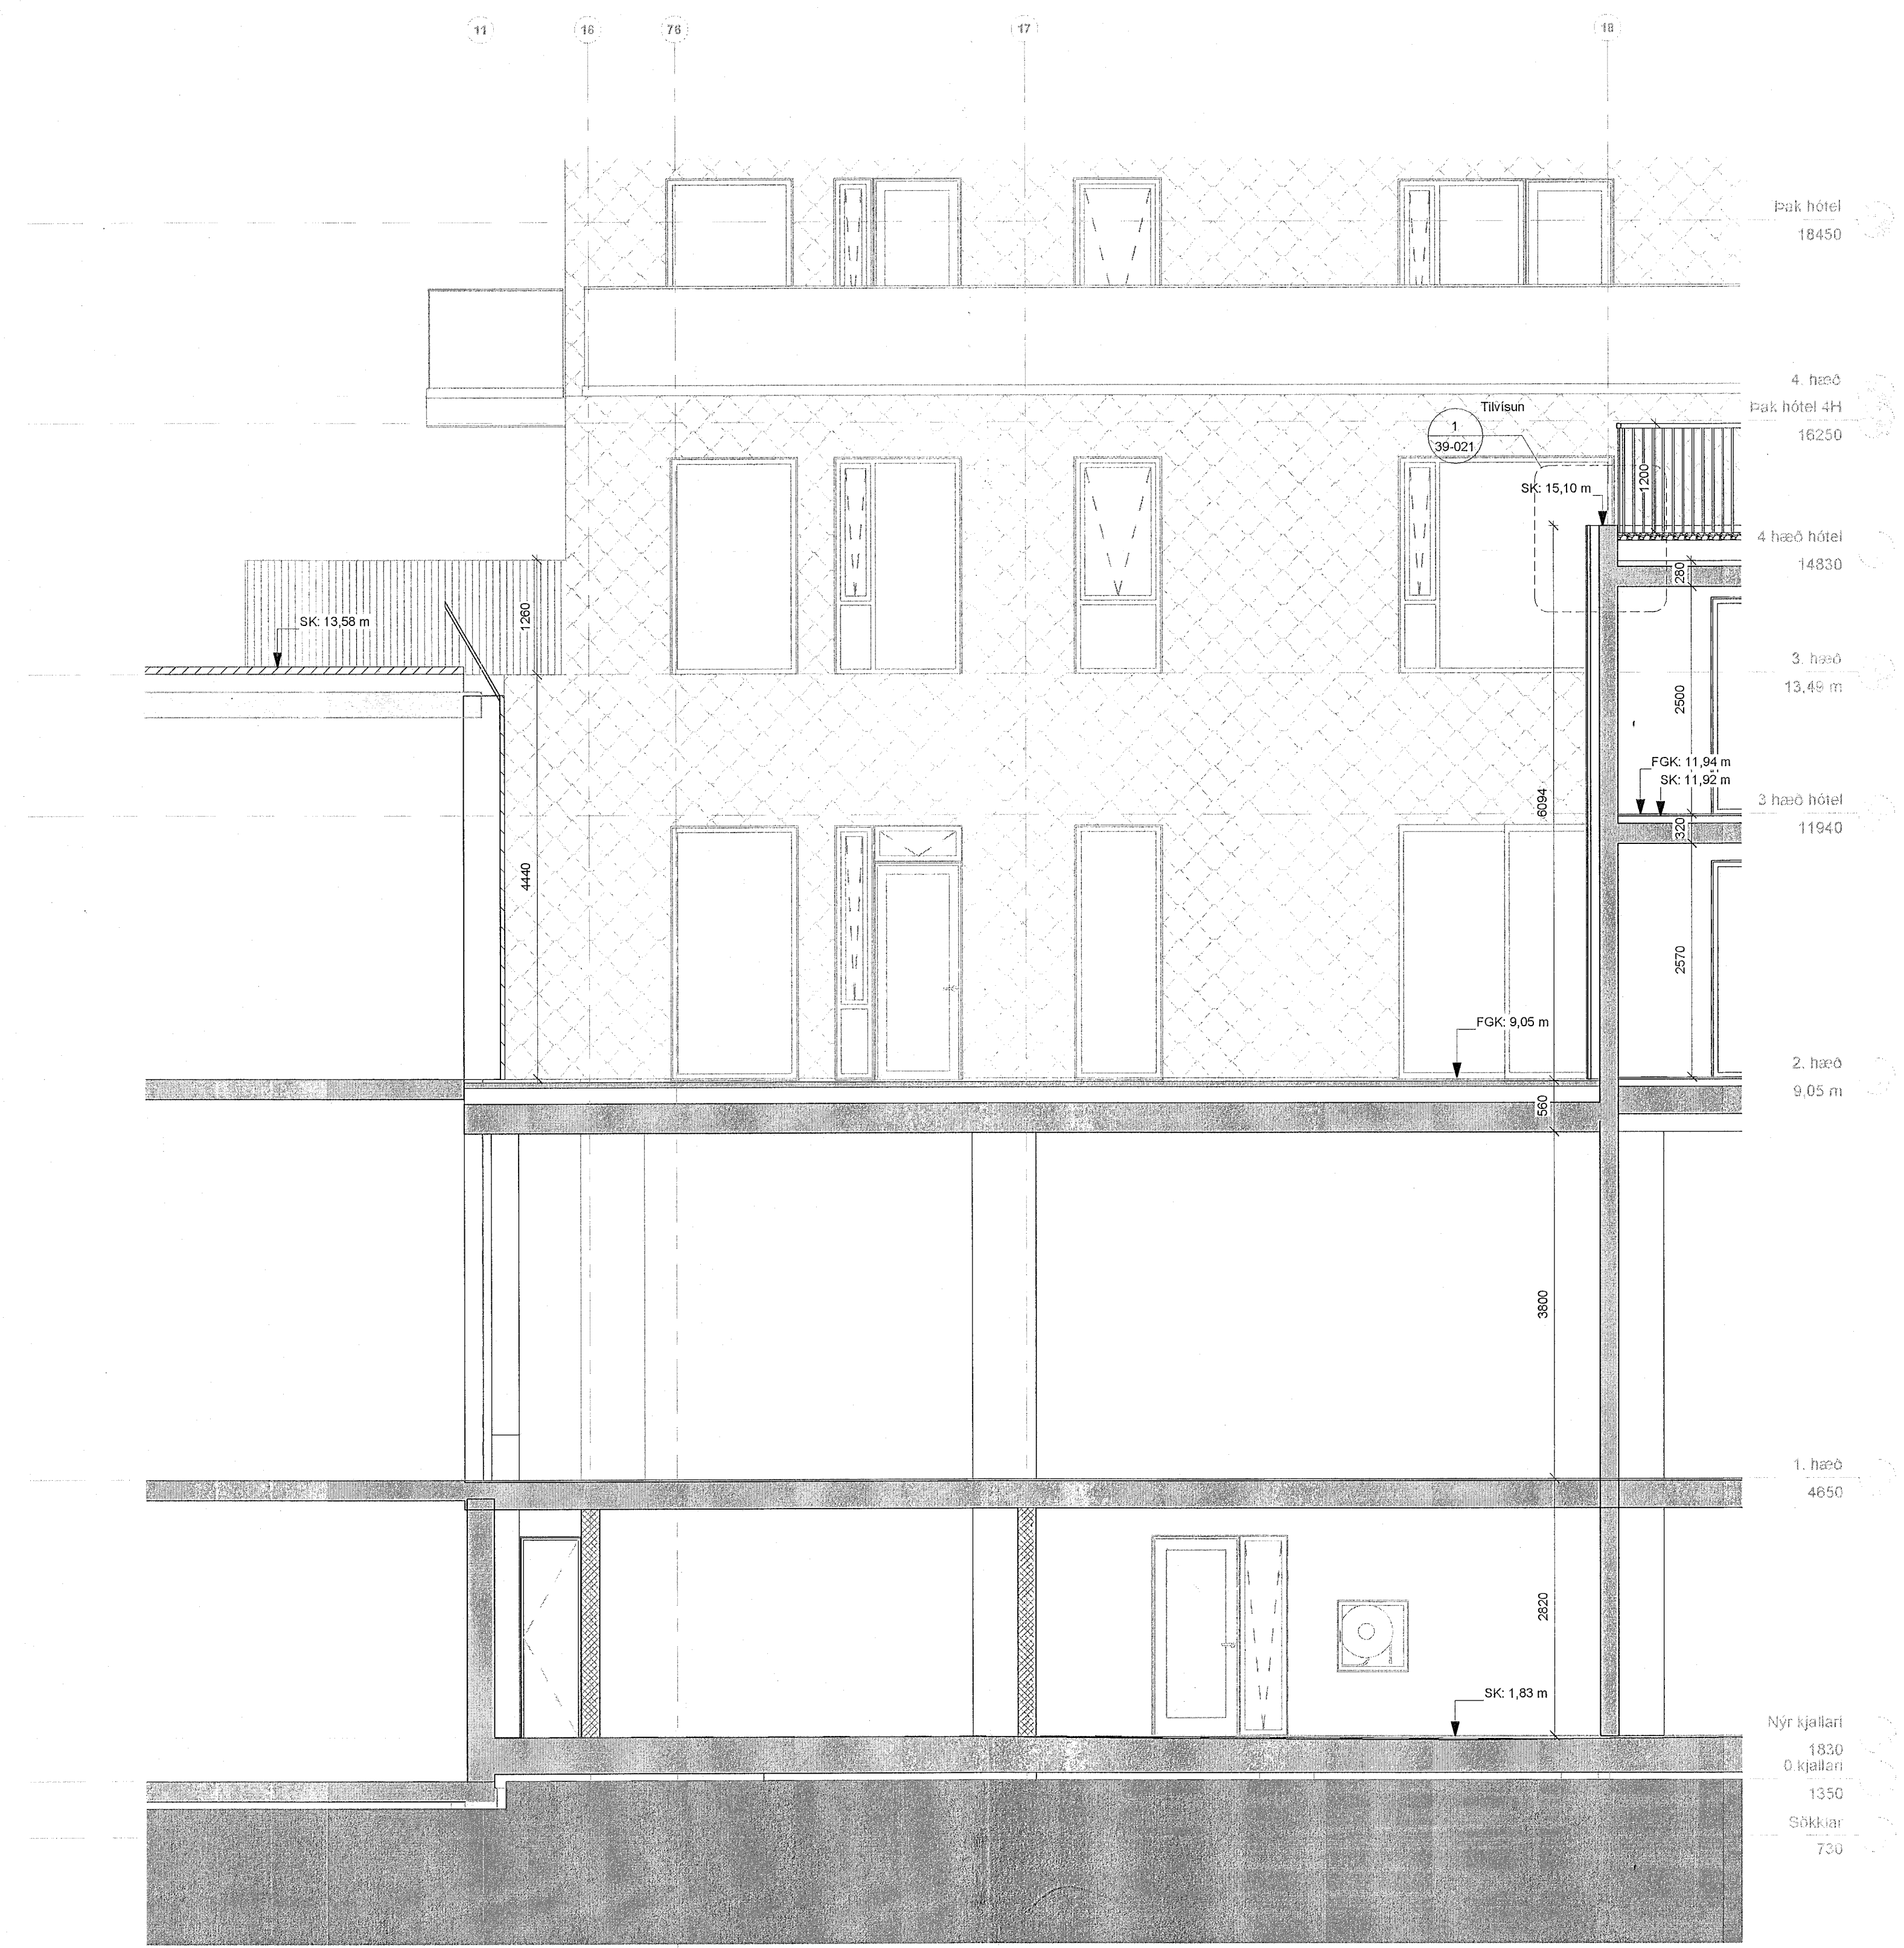 11 16 76 17 18
Þak hótel
18450
4. hæð
Þak hótel 4H
16250
Tilvísun
1
39-021
SK: 15,10 m
1200
4 hæð hótel
14830
280
1260
SK: 13,58 m
3. hæð
13,49 m
2500
FGK: 11,94 m
SK: 11,92 m
3 hæð hótel
11940
6094
320
4440
2570
FGK: 9,05 m
2. hæð
9,05 m
560
3800
1. hæð
4650
2820
SK: 1,83 m
Nýr kjallari
1830
0.kjallari
1350
Sökklar
730